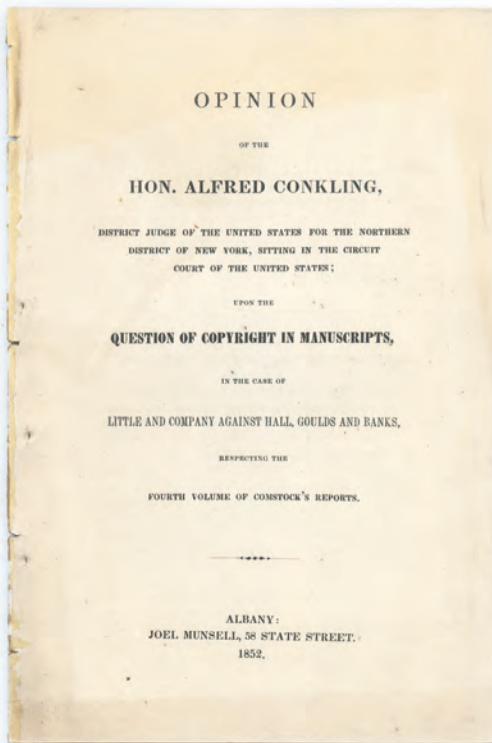 OPINION
OF THE
HON. ALFRED CONKLING,
DISTRICT JUDGE OF THE UNITED STATES FOR THE NORTHERN
DISTRICT OF NEW YORK, SITTING IN THE CIRCUIT
COURT OF THE UNITED STATES;
UPON THE
QUESTION OF COPYRIGHT IN MANUSCRIPTS,
IN THE CASE OF
LITTLE AND COMPANY AGAINST HALL, GOULDS AND BANKS,
RESPECTING THE
FOURTH VOLUME OF COMSTOCK'S REPORTS.
ALBANY:
JOEL MUNSELL, 58 STATE STREET.
1852.